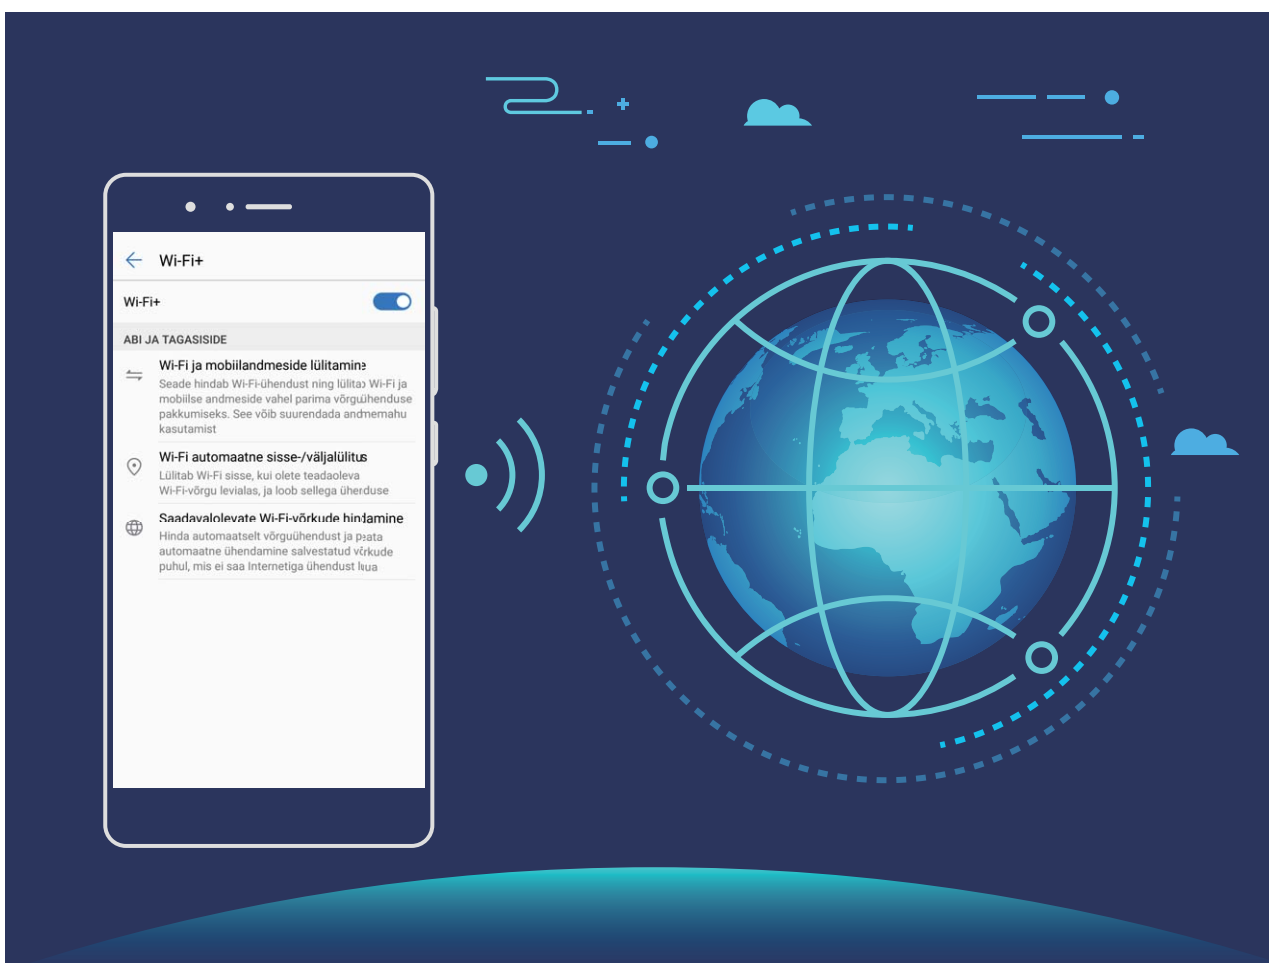 Wi-Fi+
Wi-Fi+
ABI JA TAGASISIDE
Wi-Fi ja mobiilandmeside lülitamine
Seade hindab Wi-Fi-ühendust ning lülitab Wi-Fi ja
mobiilse andmeside vahel parima võrguühenduse
pakkumiseks. See võib suurendada andmemahu
kasutamist
Wi-Fi automaatne sisse-/väljalülitus
Lülitab Wi-Fi sisse, kui olete teadaoleva
Wi-Fi-võrgu levialas, ja loob sellega ühenduse
Saadavalolevate Wi-Fi-võrkude hindamine
Hinda automaatselt võrguühendust ja peata
automaatne ühendamine salvestatud võrkude
puhul, mis ei saa Internetiga ühendust luua